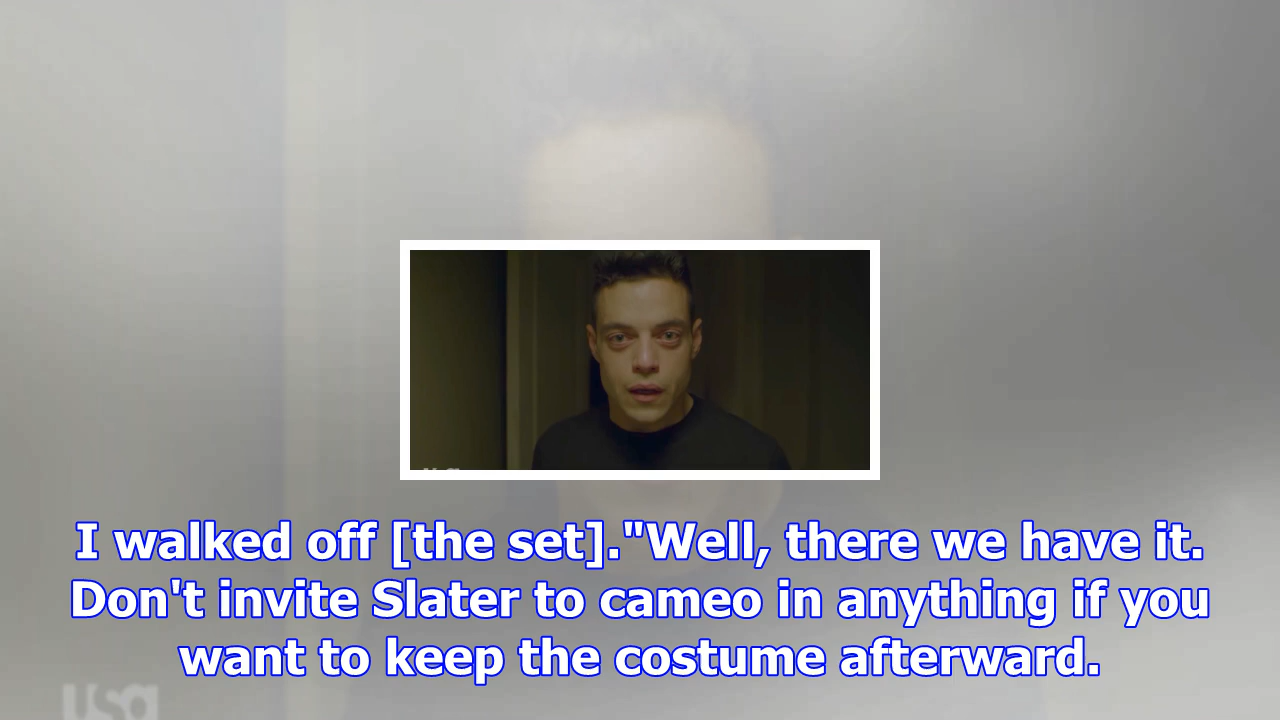 I walked off [the set]."Well, there we have it.
Don't invite Slater to cameo in anything if you
want to keep the costume afterward.
usa